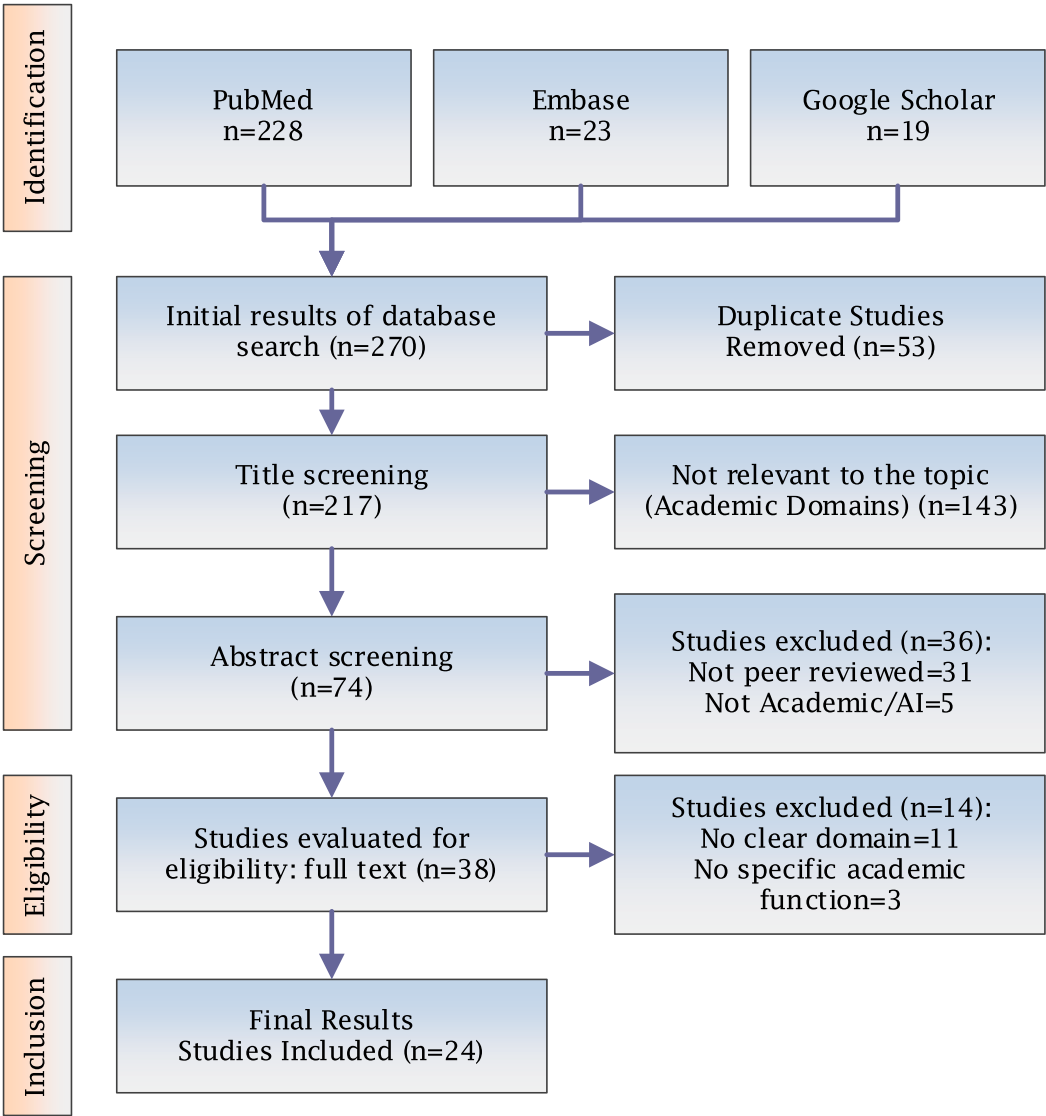 Identification
PubMed
n=228
Embase
n=23
Google Scholar
n=19
Screening
Initial results of database
search (n=270)
Duplicate Studies
Removed (n=53)
Title screening
(n=217)
Not relevant to the topic
(Academic Domains) (n=143)
Abstract screening
(n=74)
Studies excluded (n=36):
Not peer reviewed=31
Not Academic/AI=5
Eligibility
Studies evaluated for
eligibility: full text (n=38)
Studies excluded (n=14):
No clear domain=11
No specific academic
function=3
Inclusion
Final Results
Studies Included (n=24)